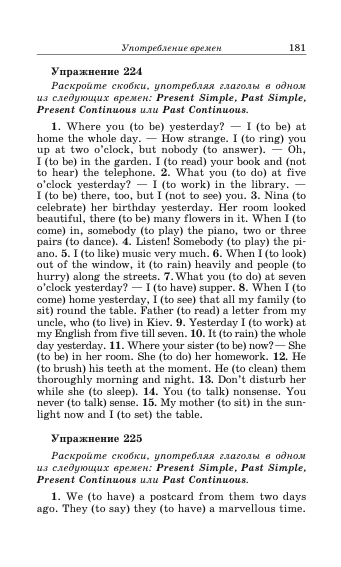 Употребление времен 181
Упражнение 224
Раскройте скобки, употребляя глаголы в одном
из следующих времен: Present Simple, Past Simple,
Present Continuous или Past Continuous.
1. Where you (to be) yesterday? — I (to be) at
home the whole day. — How strange. I (to ring) you
up at two o’clock, but nobody (to answer). — Oh,
I (to be) in the garden. I (to read) your book and (not
to hear) the telephone. 2. What you (to do) at five
o’clock yesterday? — I (to work) in the library. —
I (to be) there, too, but I (not to see) you. 3. Nina (to
celebrate) her birthday yesterday. Her room looked
beautiful, there (to be) many flowers in it. When I (to
come) in, somebody (to play) the piano, two or three
pairs (to dance). 4. Listen! Somebody (to play) the pi-
ano. 5. I (to like) music very much. 6. When I (to look)
out of the window, it (to rain) heavily and people (to
hurry) along the streets. 7. What you (to do) at seven
o’clock yesterday? — I (to have) supper. 8. When I (to
come) home yesterday, I (to see) that all my family (to
sit) round the table. Father (to read) a letter from my
uncle, who (to live) in Kiev. 9. Yesterday I (to work) at
my English from five till seven. 10. It (to rain) the whole
day yesterday. 11. Where your sister (to be) now? — She
(to be) in her room. She (to do) her homework. 12. He
(to brush) his teeth at the moment. He (to clean) them
thoroughly morning and night. 13. Don’t disturb her
while she (to sleep). 14. You (to talk) nonsense. You
never (to talk) sense. 15. My mother (to sit) in the sun-
light now and I (to set) the table.
Упражнение 225
Раскройте скобки, употребляя глаголы в одном
из следующих времен: Present Simple, Past Simple,
Present Continuous или Past Continuous.
1. We (to have) a postcard from them two days
ago. They (to say) they (to have) a marvellous time.